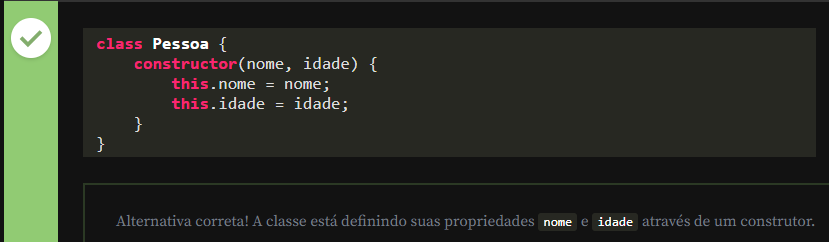 class Pessoa {
    constructor(nome, idade) {
        this.nome = nome;
        this.idade = idade;
    }
}
Alternativa correta! A classe está definindo suas propriedades nome e idade através de um construtor.